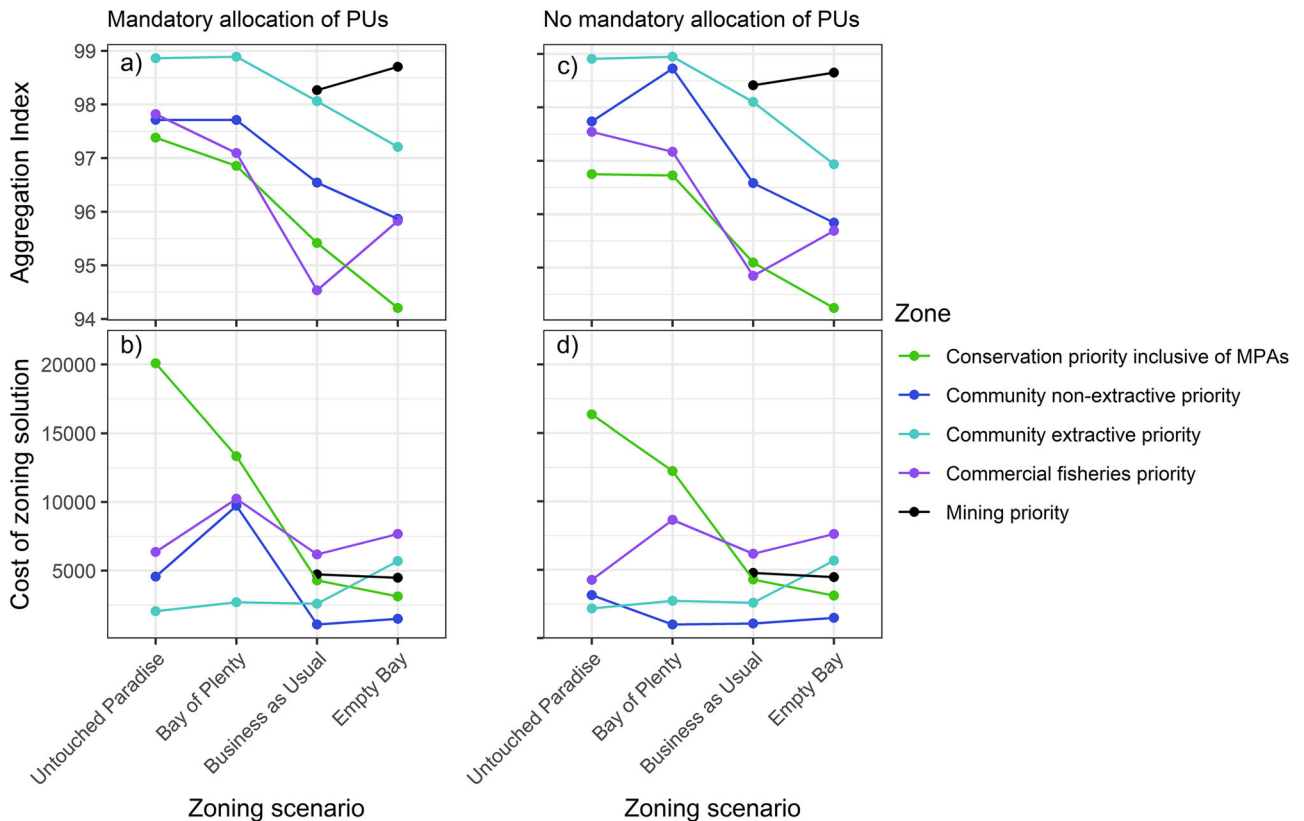 Mandatory allocation of PUs
No mandatory allocation of PUs
Aggregation Index
99
98
97
96
95
94
a)
c)
Cost of zoning solution
20000
15000
10000
5000
b)
d)
Untouched Paradise
Bay of Plenty
Business as Usual
Empty Bay
Untouched Paradise
Bay of Plenty
Business as Usual
Empty Bay
Zoning scenario
Zoning scenario
Zone
Conservation priority inclusive of MPAs
Community non-extractive priority
Community extractive priority
Commercial fisheries priority
Mining priority